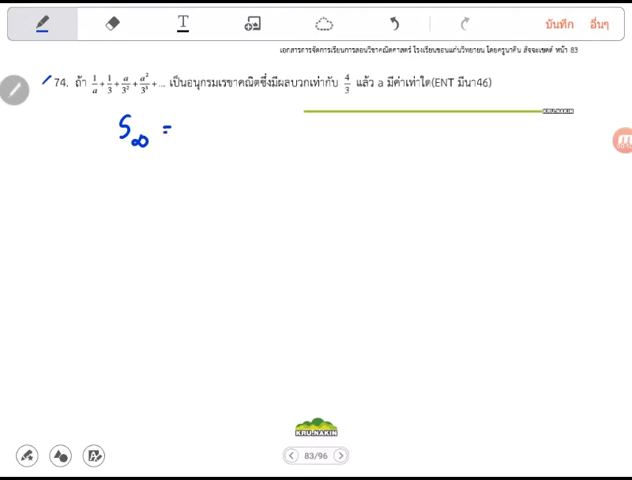 T บันทึก อื่นๆ
เอกสารการจัดการเรียนการสอนวิชาคณิตศาสตร์ โรงเรียนขอนแก่นวิทยายน โดยครูนาคิน สัจจะเขตต์ หน้า 83
74. ถ้า 1/a + 1/3 + a/3² + a²/3³ + ... เป็นอนุกรมเรขาคณิตซึ่งมีผลบวกเท่ากับ 4/3 แล้ว a มีค่าเท่าใด(ENT มีนา46)
KRU.NAKIN
S∞ =
KRU.NAKIN
83/96